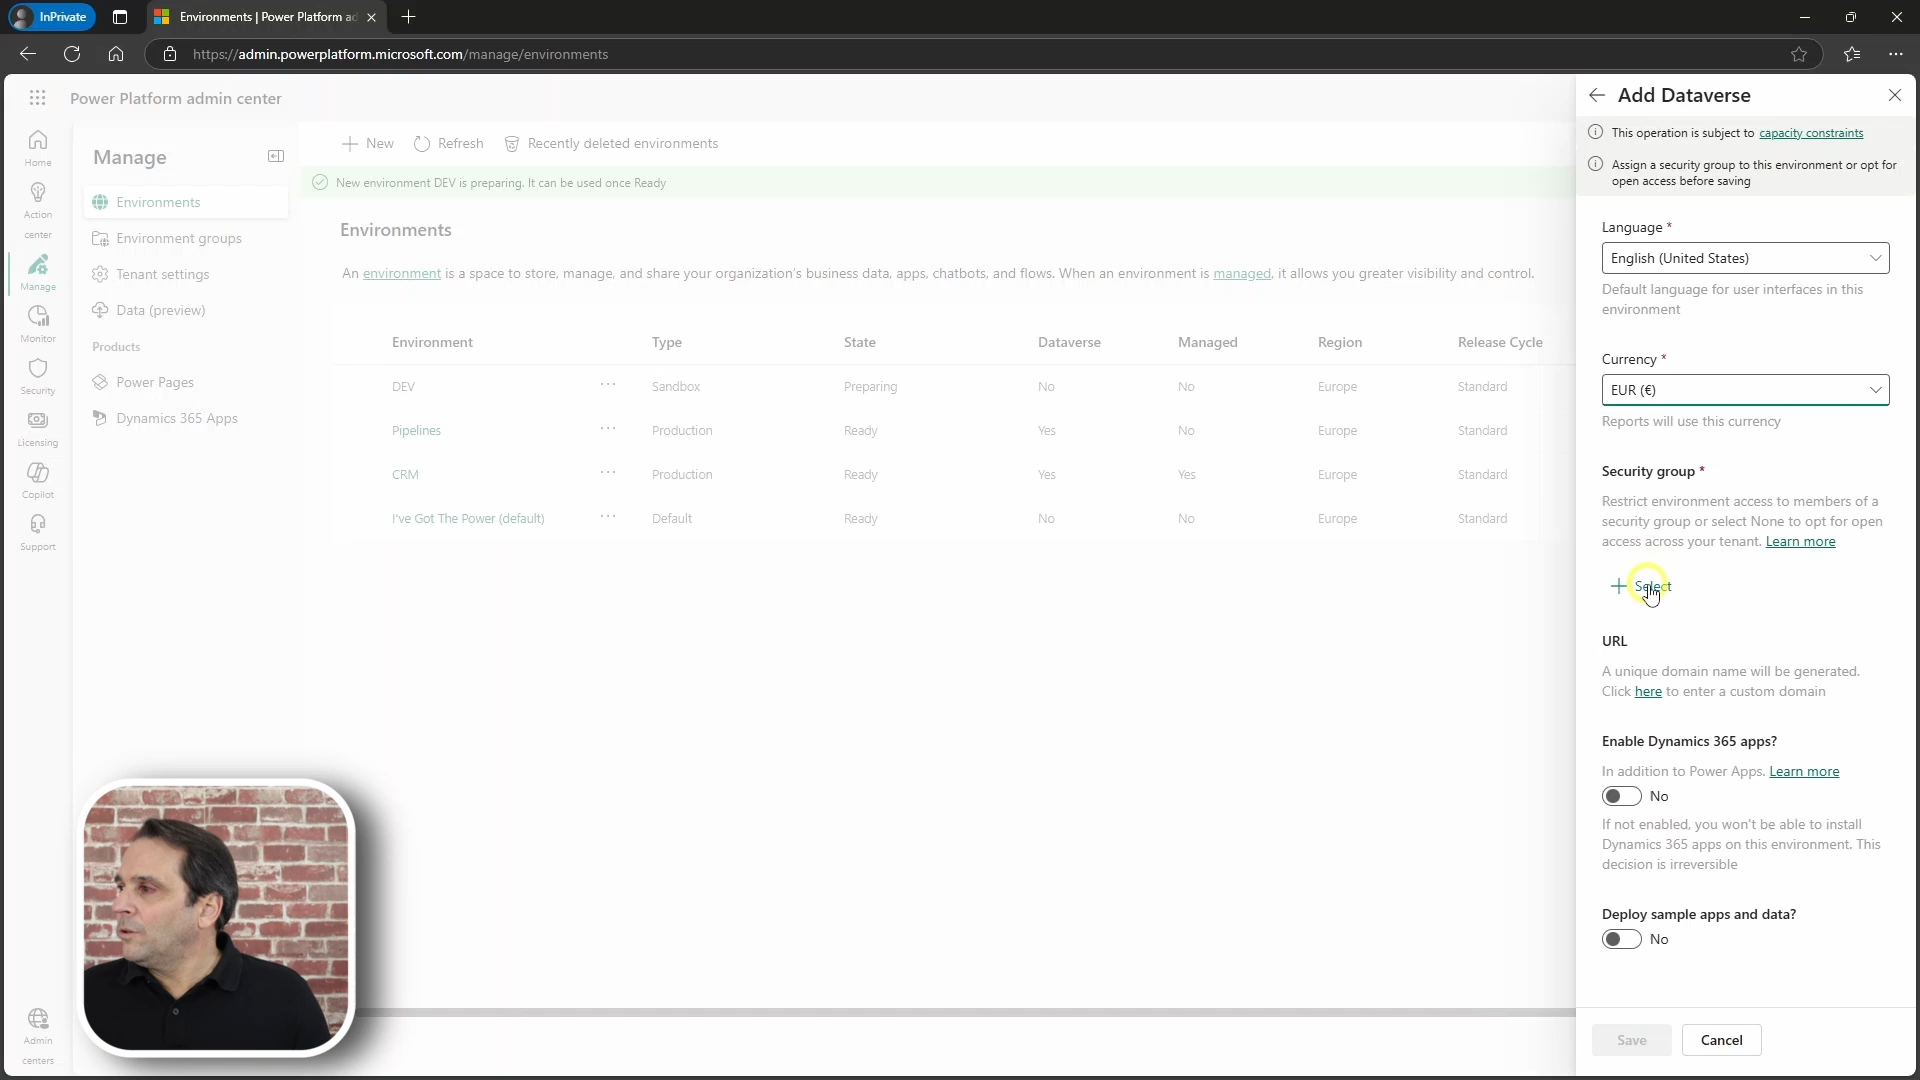 InPrivate
Environments | Power Platform ad
https://admin.powerplatform.microsoft.com/manage/environments
Power Platform admin center
Home
Action
center
Manage
Monitor
Security
Licensing
Copilot
Support
Admin
centers
Manage
Environments
Environment groups
Tenant settings
Data (preview)
Products
Power Pages
Dynamics 365 Apps
New
Refresh
Recently deleted environments
New environment DEV is preparing. It can be used once Ready
Environments
An environment is a space to store, manage, and share your organization's business data, apps, chatbots, and flows. When an environment is managed, it allows you greater visibility and control.
Environment Type State Dataverse Managed Region Release Cycle
DEV ... Sandbox Preparing No No Europe Standard
Pipelines ... Production Ready Yes No Europe Standard
CRM ... Production Ready Yes Yes Europe Standard
I've Got The Power (default) ... Default Ready No No Europe Standard
Add Dataverse
This operation is subject to capacity constraints
Assign a security group to this environment or opt for
open access before saving
Language *
English (United States)
Default language for user interfaces in this
environment
Currency *
EUR (€)
Reports will use this currency
Security group *
Restrict environment access to members of a
security group or select None to opt for open
access across your tenant. Learn more
Select
URL
A unique domain name will be generated.
Click here to enter a custom domain
Enable Dynamics 365 apps?
In addition to Power Apps. Learn more
No
If not enabled, you won't be able to install
Dynamics 365 apps on this environment. This
decision is irreversible
Deploy sample apps and data?
No
Save
Cancel